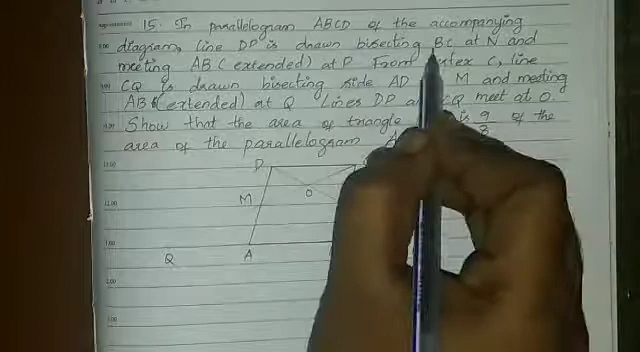 15. In parallelogram ABCD of the accompanying
diagram, line DP is drawn bisecting BC at N and
meeting AB (extended) at P From vertex C, line
CQ is drawn bisecting side AD M and meeting
AB (extended) at Q Lines DP CQ meet at O.
Show that the area of triangle is 9 of the
8
area of the parallelogram A
D
M O
Q A